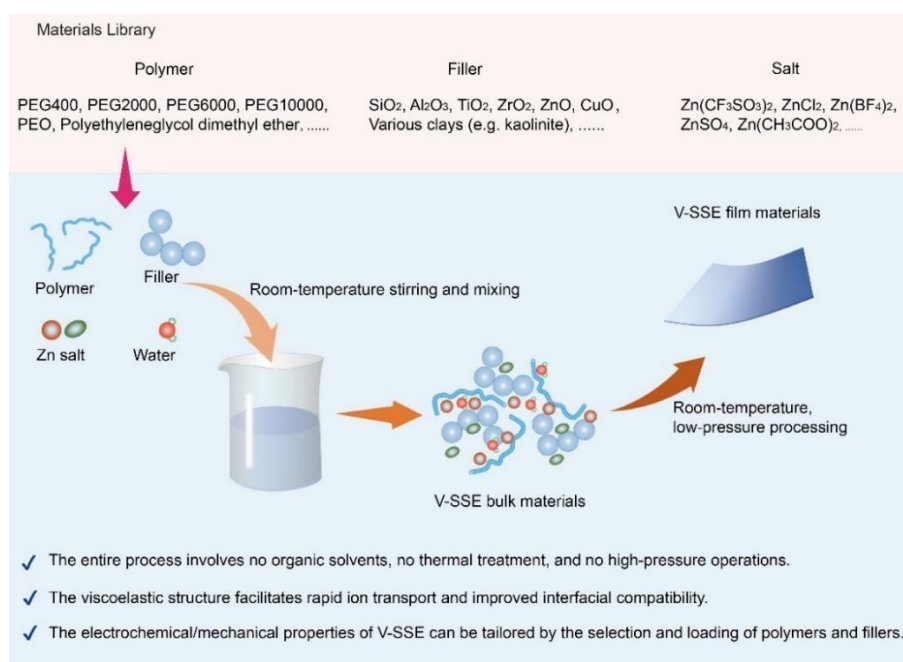 Materials Library
Polymer
Filler
Salt
PEG400, PEG2000, PEG6000, PEG10000,
PEO, Polyethyleneglycol dimethyl ether, ......
SiO₂, Al₂O₃, TiO₂, ZrO₂, ZnO, CuO,
Various clays (e.g. kaolinite), ......
Zn(CF₃SO₃)₂, ZnCl₂, Zn(BF₄)₂,
ZnSO₄, Zn(CH₃COO)₂, ......
Polymer
Filler
Zn salt
Water
Room-temperature stirring and mixing
V-SSE bulk materials
V-SSE film materials
Room-temperature,
low-pressure processing
✓ The entire process involves no organic solvents, no thermal treatment, and no high-pressure operations.
✓ The viscoelastic structure facilitates rapid ion transport and improved interfacial compatibility.
✓ The electrochemical/mechanical properties of V-SSE can be tailored by the selection and loading of polymers and fillers.